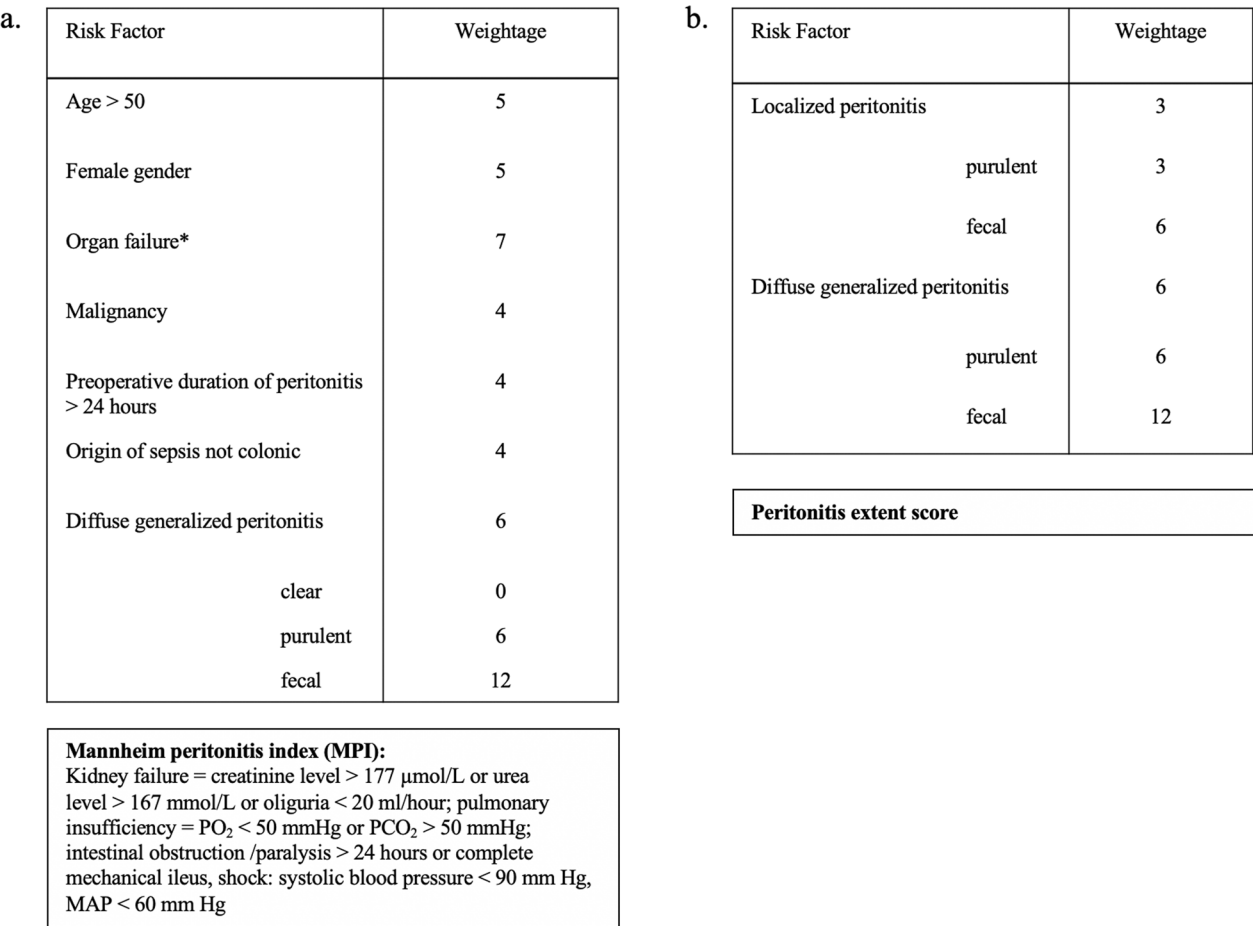 a.
Risk Factor Weightage
Age > 50 5
Female gender 5
Organ failure* 7
Malignancy 4
Preoperative duration of peritonitis 4
> 24 hours
Origin of sepsis not colonic 4
Diffuse generalized peritonitis 6
clear 0
purulent 6
fecal 12
Mannheim peritonitis index (MPI):
Kidney failure = creatinine level > 177 μmol/L or urea
level > 167 mmol/L or oliguria < 20 ml/hour; pulmonary
insufficiency = PO₂ < 50 mmHg or PCO₂ > 50 mmHg;
intestinal obstruction /paralysis > 24 hours or complete
mechanical ileus, shock: systolic blood pressure < 90 mm Hg,
MAP < 60 mm Hg
b.
Risk Factor Weightage
Localized peritonitis 3
purulent 3
fecal 6
Diffuse generalized peritonitis 6
purulent 6
fecal 12
Peritonitis extent score